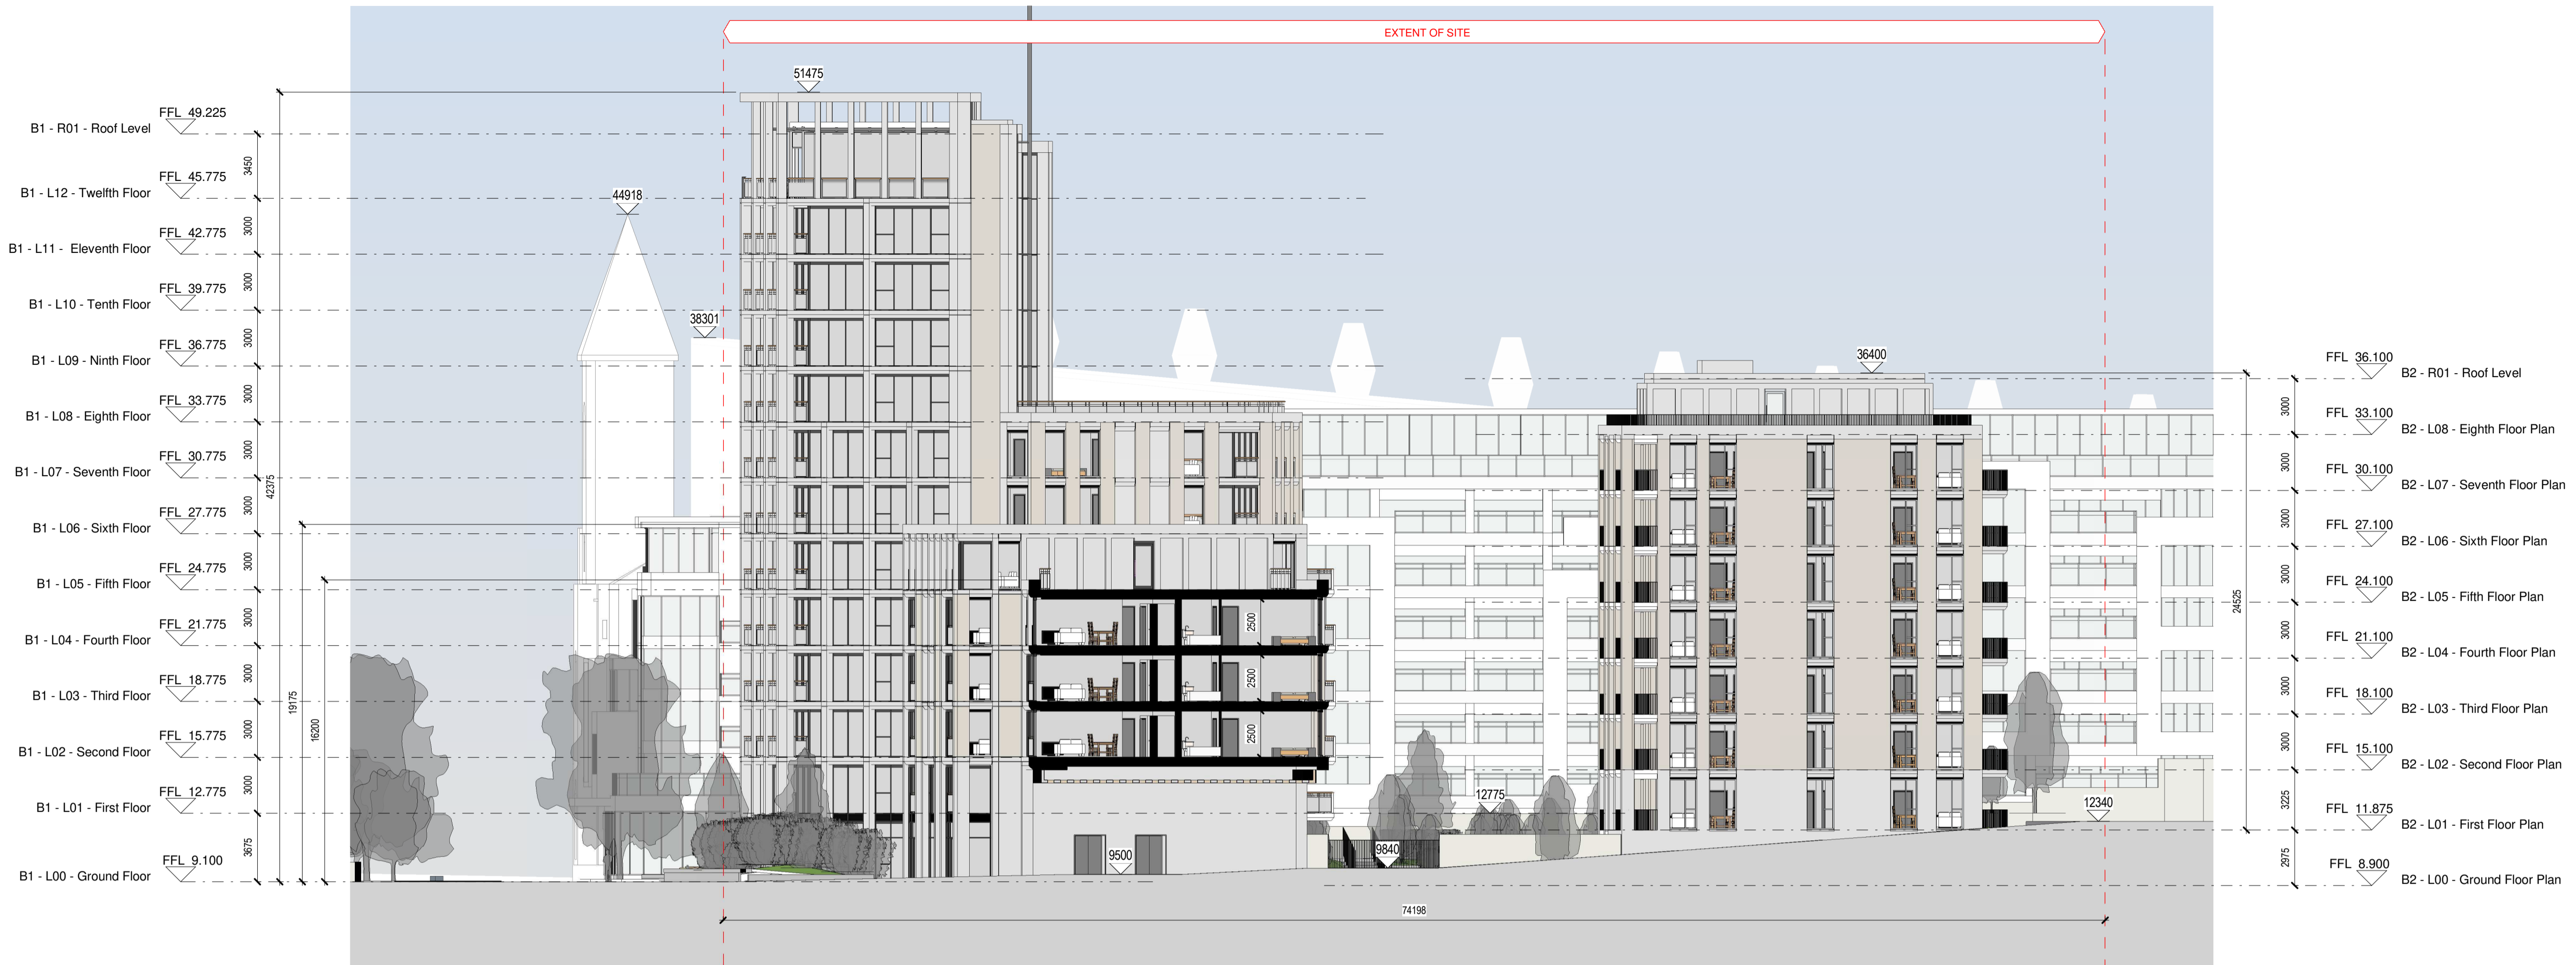 EXTENT OF SITE
51475
44918
38301
36400
12775
12340
9840
9500
FFL 49.225
B1 - R01 - Roof Level
3450
FFL 45.775
B1 - L12 - Twelfth Floor
3000
FFL 42.775
B1 - L11 - Eleventh Floor
3000
FFL 39.775
B1 - L10 - Tenth Floor
3000
FFL 36.775
B1 - L09 - Ninth Floor
3000
FFL 33.775
B1 - L08 - Eighth Floor
3000
FFL 30.775
B1 - L07 - Seventh Floor
3000
FFL 27.775
B1 - L06 - Sixth Floor
3000
FFL 24.775
B1 - L05 - Fifth Floor
3000
FFL 21.775
B1 - L04 - Fourth Floor
3000
FFL 18.775
B1 - L03 - Third Floor
3000
FFL 15.775
B1 - L02 - Second Floor
3000
FFL 12.775
B1 - L01 - First Floor
3675
FFL 9.100
B1 - L00 - Ground Floor
42375
19175
16200
2500
2500
2500
74198
24525
FFL 36.100
B2 - R01 - Roof Level
3000
FFL 33.100
B2 - L08 - Eighth Floor Plan
3000
FFL 30.100
B2 - L07 - Seventh Floor Plan
3000
FFL 27.100
B2 - L06 - Sixth Floor Plan
3000
FFL 24.100
B2 - L05 - Fifth Floor Plan
3000
FFL 21.100
B2 - L04 - Fourth Floor Plan
3000
FFL 18.100
B2 - L03 - Third Floor Plan
3000
FFL 15.100
B2 - L02 - Second Floor Plan
3225
FFL 11.875
B2 - L01 - First Floor Plan
2975
FFL 8.900
B2 - L00 - Ground Floor Plan